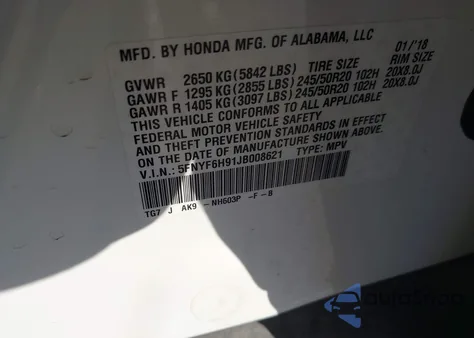 MFD. BY HONDA MFG. OF ALABAMA, LLC 01/'18
GVWR 2650 KG (5842 LBS) TIRE SIZE RIM SIZE
GAWR F 1295 KG (2855 LBS) 245/50R20 102H 20X8.0J
GAWR R 1405 KG (3097 LBS) 245/50R20 102H 20X8.0J
THIS VEHICLE CONFORMS TO ALL APPLICABLE
FEDERAL MOTOR VEHICLE SAFETY
AND THEFT PREVENTION STANDARDS IN
EFFECT ON THE DATE OF MANUFACTURE SHOWN ABOVE.
V.I.N.: 5FNYF6H91JB008621 TYPE: MPV
TG7 J AK9 -NH603P -F-B